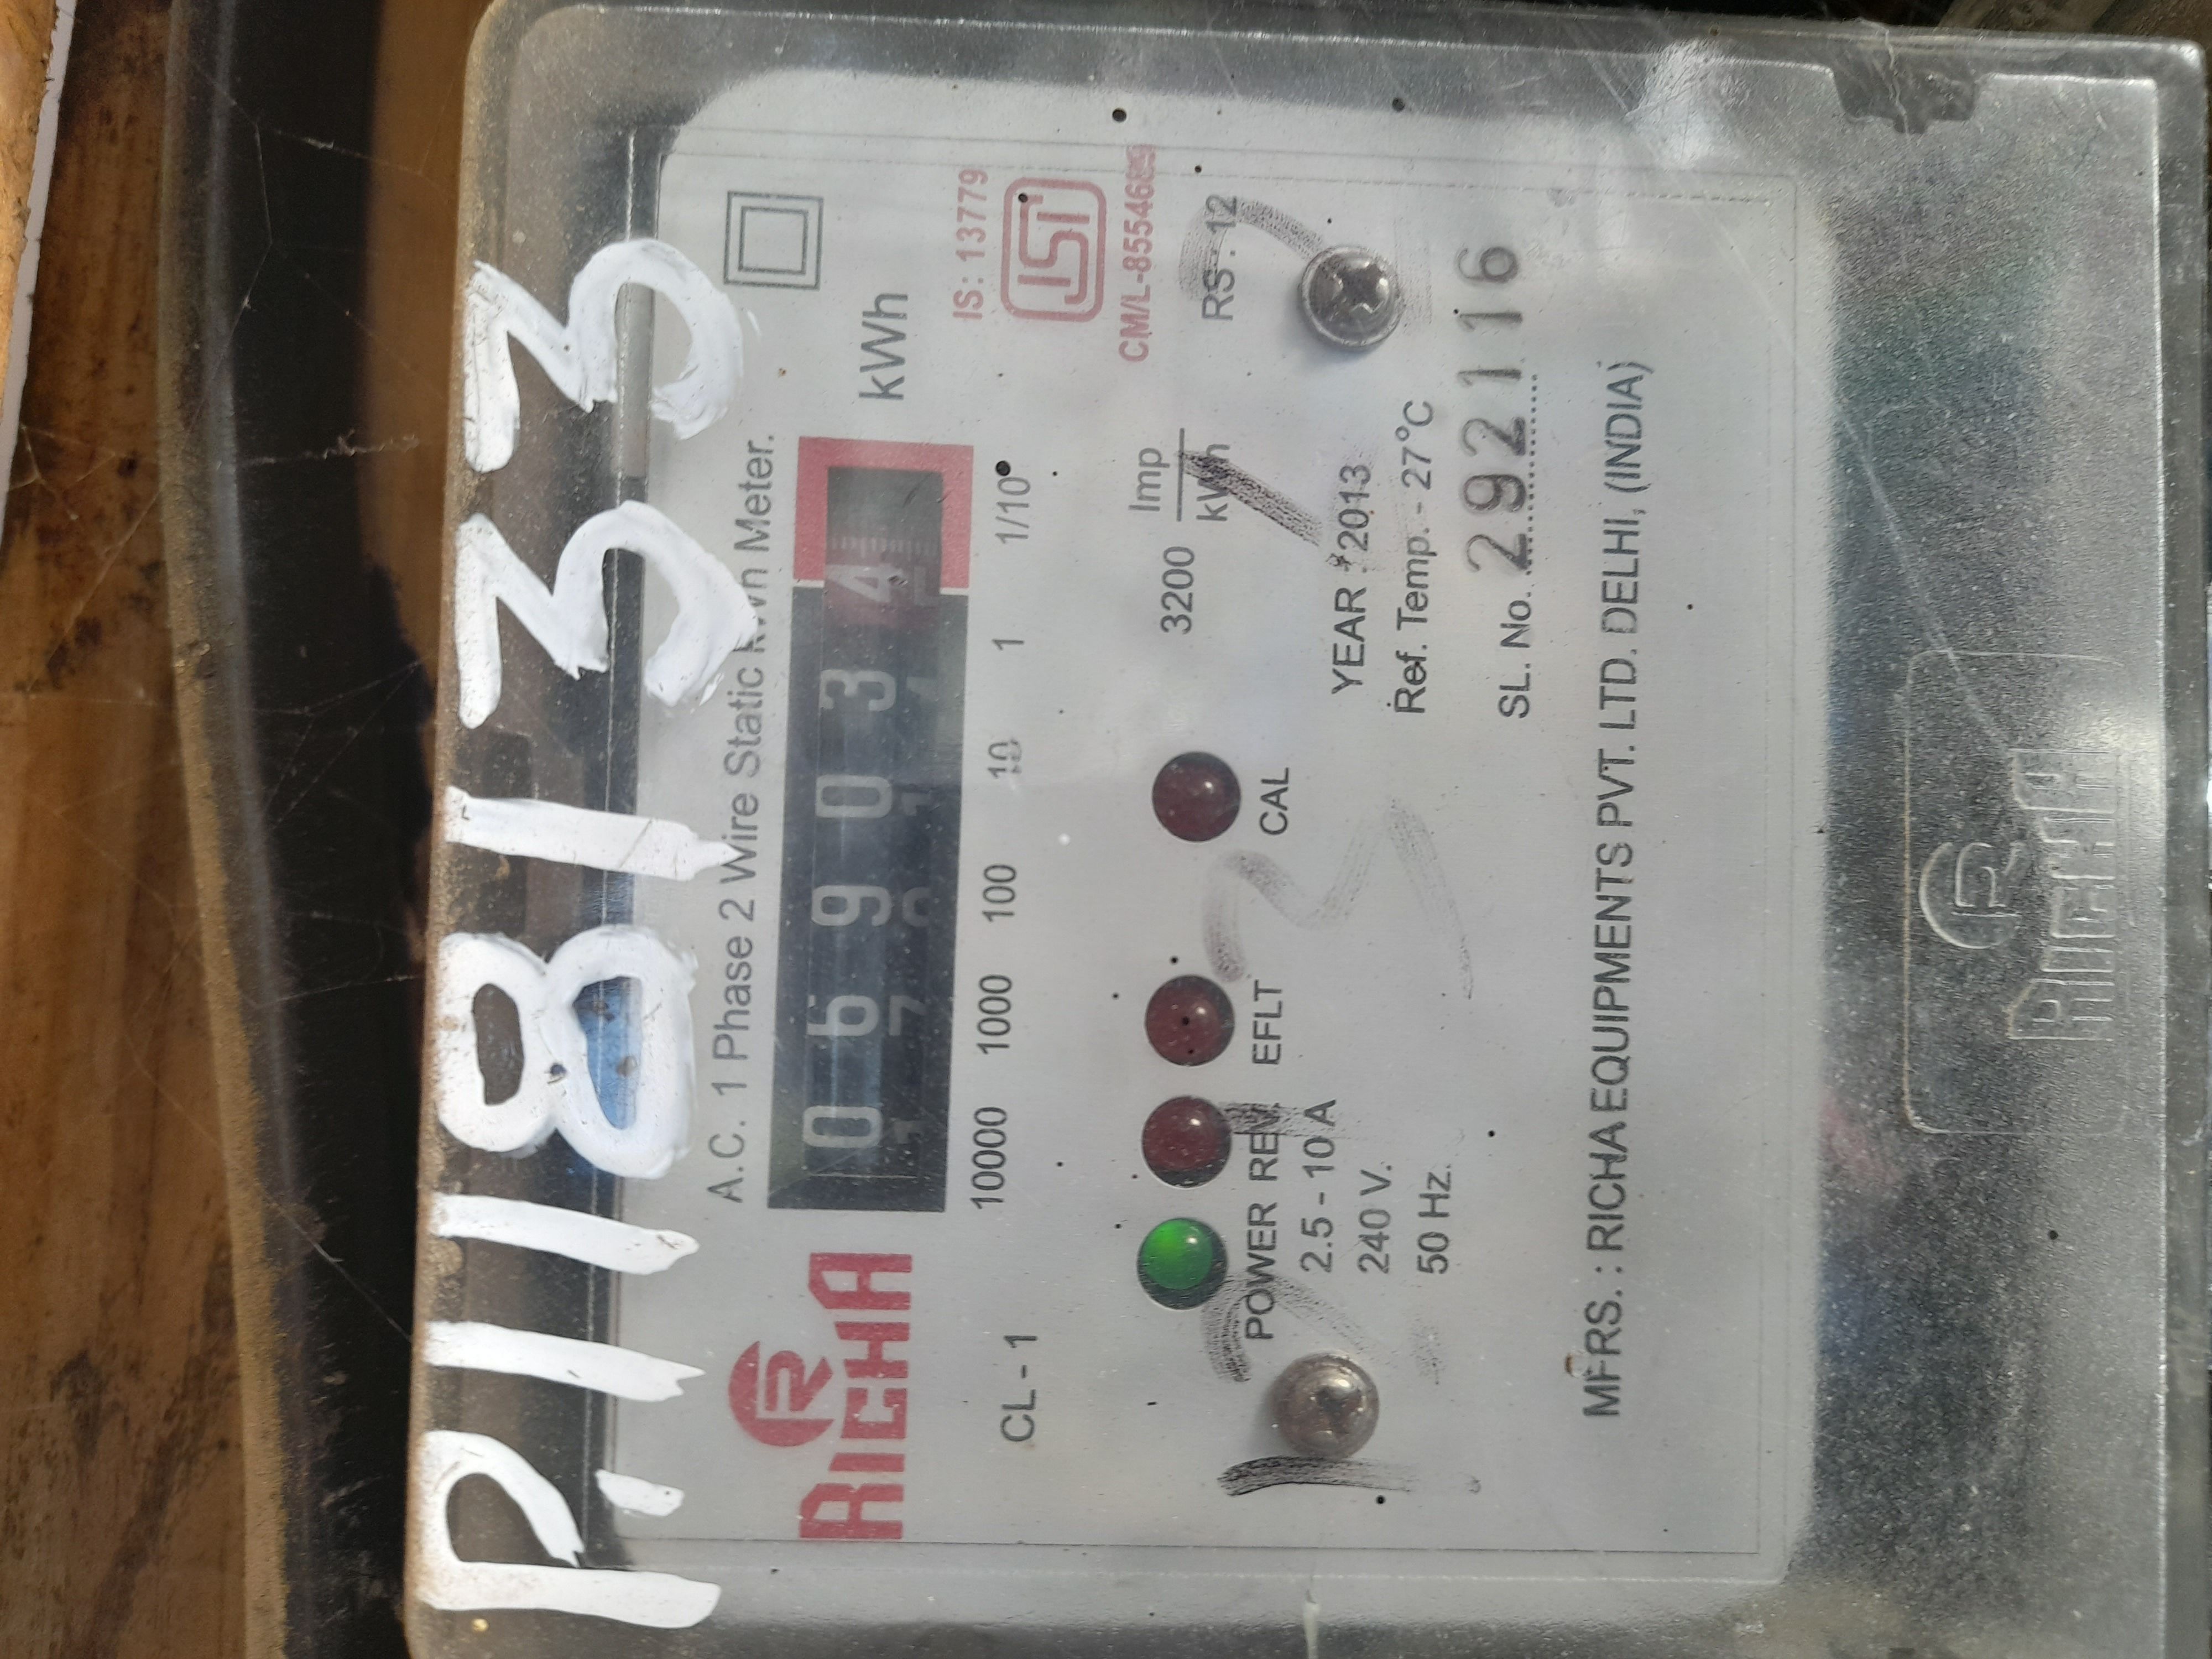 P.118133
A.C. 1 Phase 2 Wire Static kWh Meter.
RICHA
0 6 9 0 3 4
kWh
10000 1000 100 10 1 1/10
CL - 1
IS : 13779
ISI
3200 Imp/kWh
RS : 12
POWER REV EFLT CAL
2.5 - 10 A
240 V.
50 Hz.
YEAR - 2013
Ref. Temp. - 27°C
SL. No. 292116
MFRS. : RICHA EQUIPMENTS PVT. LTD. DELHI, (INDIA)
RICHA